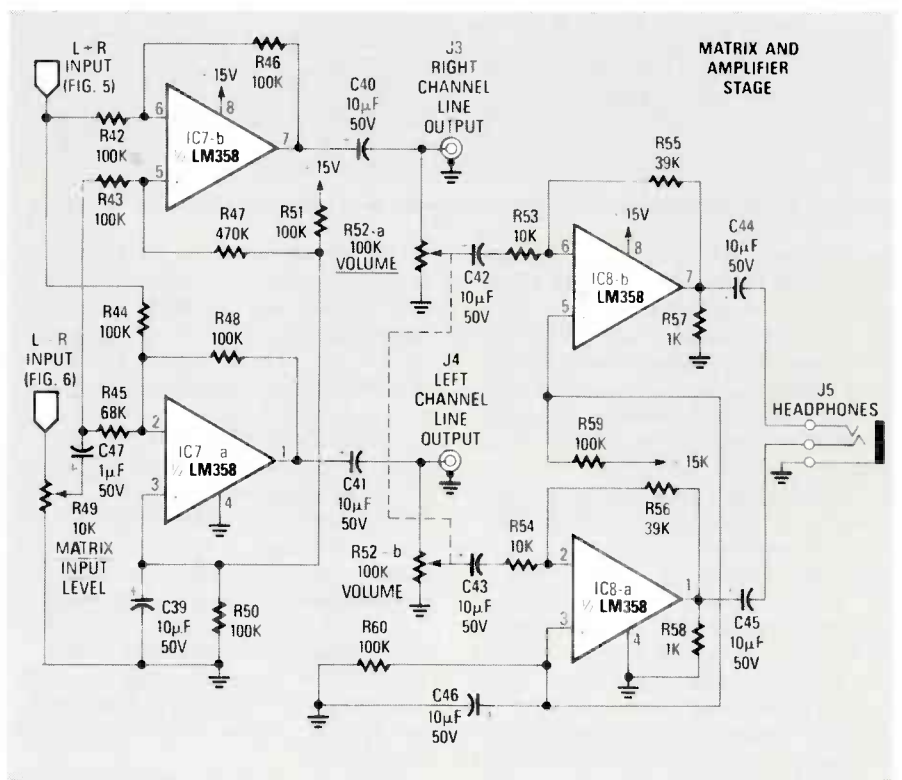 L + R
INPUT
(FIG. 5)
R46
100K
15V
8
C40
10µF
50V
J3
RIGHT
CHANNEL
LINE
OUTPUT
MATRIX AND
AMPLIFIER
STAGE
6
R42
100K
IC7-b
½ LM358
7
5
R43
100K
R47
470K
15V
R51
100K
R52-a
100K
VOLUME
C42
10µF
50V
R53
10K
R55
39K
15V
6
8
IC8-b
½ LM358
7
5
C44
10µF
50V
R57
1K
R44
100K
R48
100K
L - R
INPUT
(FIG. 6)
R45
68K
2
IC7 a
½ LM358
1
3
4
C47
1µF
50V
R49
10K
MATRIX
INPUT
LEVEL
C41
10µF
50V
J4
LEFT
CHANNEL
LINE
OUTPUT
R59
100K
15K
J5
HEADPHONES
R56
39K
C39
10µF
50V
R50
100K
R52-b
100K
VOLUME
C43
10µF
50V
R54
10K
2
IC8-a
½ LM358
1
3
4
R58
1K
C45
10µF
50V
R60
100K
C46
10µF
50V